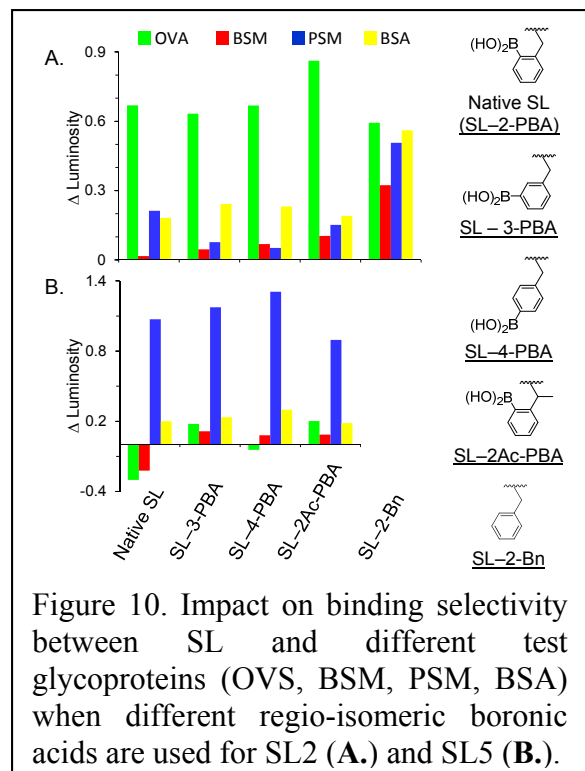 OVA BSM PSM BSA
A.
0.9
0.6
0.3
0
Δ Luminosity
B.
1.4
0.8
0.2
-0.4
Δ Luminosity
Native SL
SL–3-PBA
SL–4-PBA
SL–2Ac-PBA
SL–2-Bn
(HO)₂B
Native SL
(SL–2-PBA)
(HO)₂B
SL – 3-PBA
(HO)₂B
SL–4-PBA
(HO)₂B
SL–2Ac-PBA
SL–2-Bn
Figure 10. Impact on binding selectivity
between SL and different test
glycoproteins (OVS, BSM, PSM, BSA)
when different regio-isomeric boronic
acids are used for SL2 (A.) and SL5 (B.).